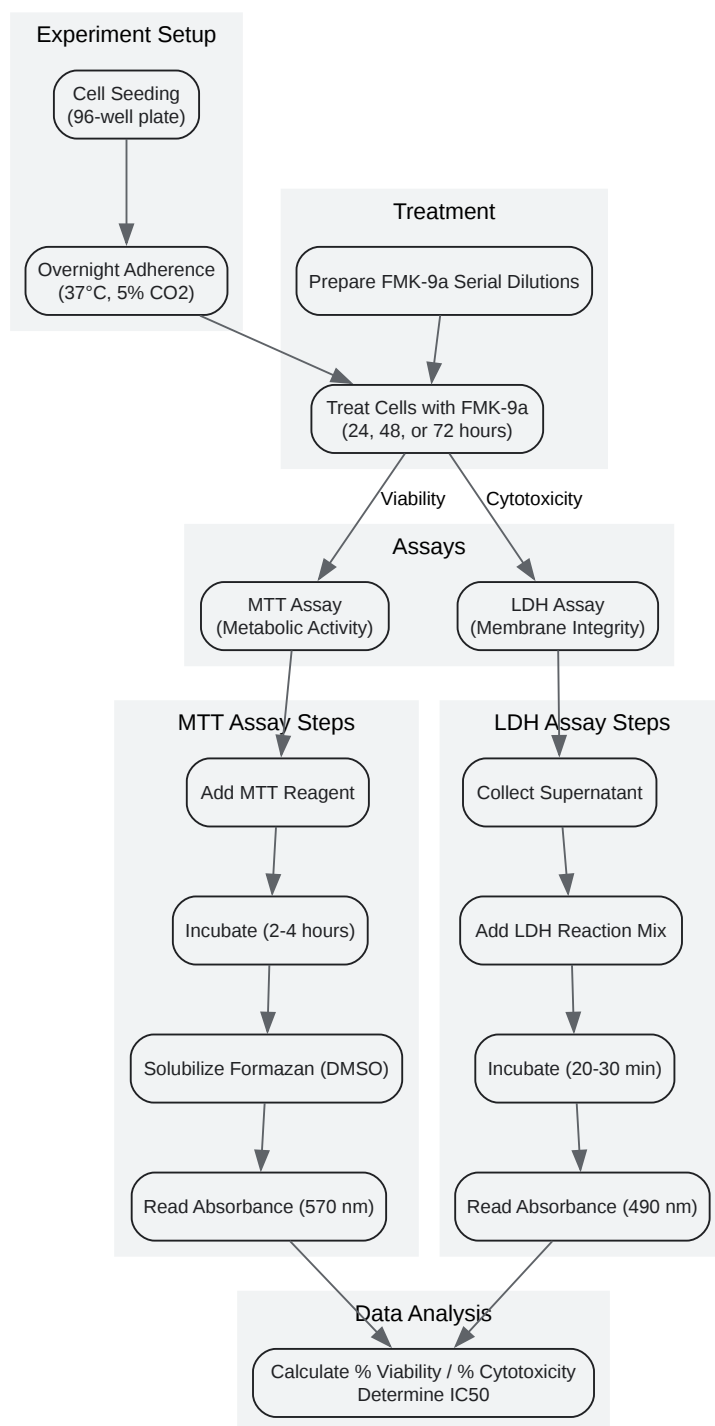 Experiment Setup
Cell Seeding
(96-well plate)
Overnight Adherence
(37°C, 5% CO2)
Treatment
Prepare FMK-9a Serial Dilutions
Treat Cells with FMK-9a
(24, 48, or 72 hours)
Viability
Cytotoxicity
Assays
MTT Assay
(Metabolic Activity)
LDH Assay
(Membrane Integrity)
MTT Assay Steps
Add MTT Reagent
Incubate (2-4 hours)
Solubilize Formazan (DMSO)
Read Absorbance (570 nm)
LDH Assay Steps
Collect Supernatant
Add LDH Reaction Mix
Incubate (20-30 min)
Read Absorbance (490 nm)
Data Analysis
Calculate % Viability / % Cytotoxicity
Determine IC50